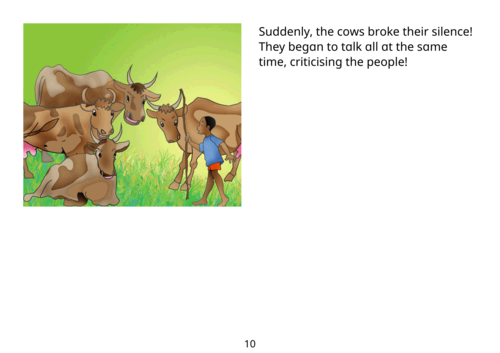 Suddenly, the cows broke their silence!
They began to talk all at the same
time, criticising the people!
10